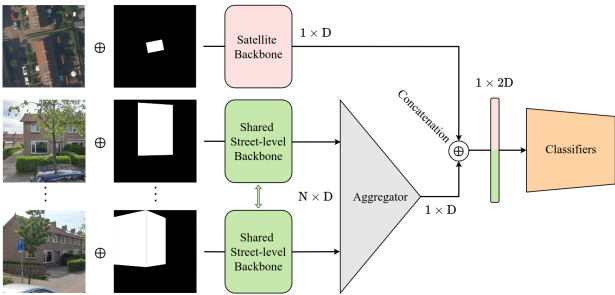 Satellite
Backbone
1 × D
Concatenation
1 × 2D
Shared
Street-level
Backbone
N × D
Aggregator
1 × D
Classifiers
Shared
Street-level
Backbone